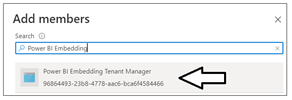 Add members
Search
Power BI Embedding
Power BI Embedding Tenant Manager
96864493-23b8-4778-aac6-bca6f4584466